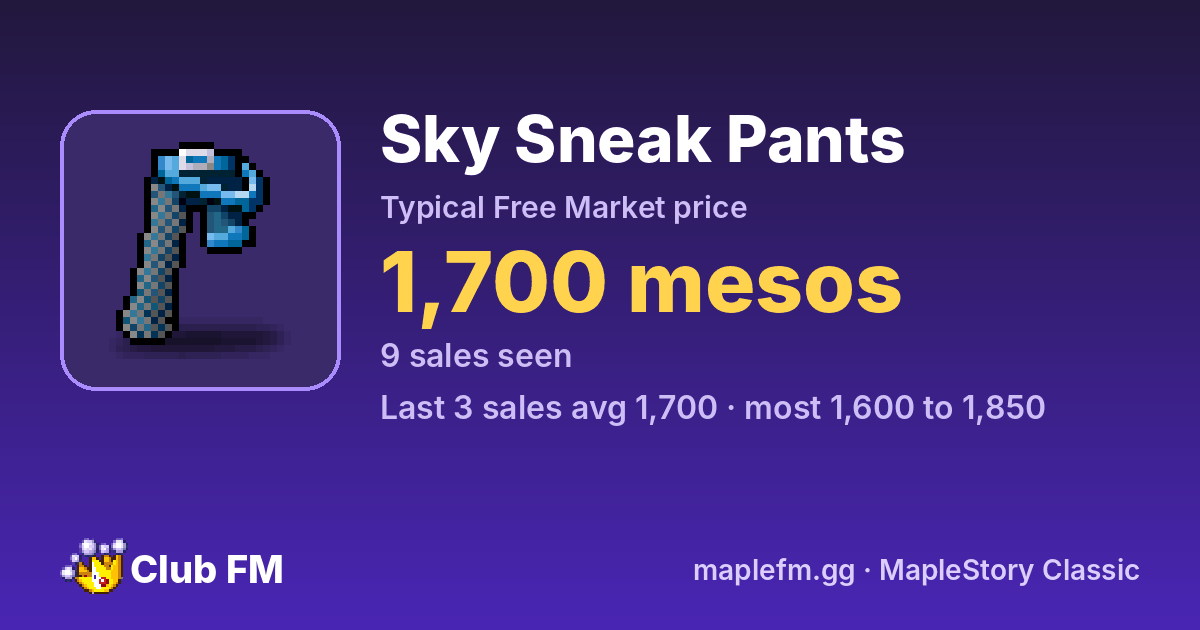 Sky Sneak Pants
Typical Free Market price
1,700 mesos
9 sales seen
Last 3 sales avg 1,700 · most 1,600 to 1,850
Club FM
maplefm.gg · MapleStory Classic